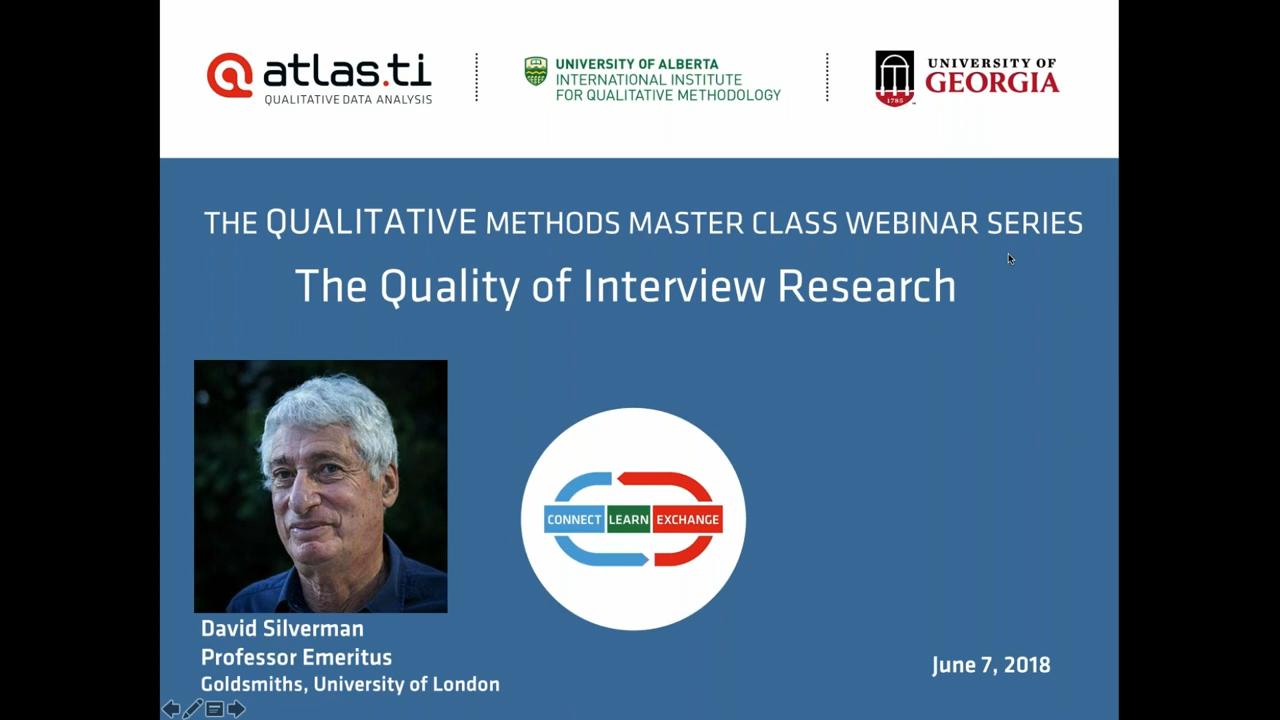 atlas.ti
QUALITATIVE DATA ANALYSIS
UNIVERSITY OF ALBERTA
INTERNATIONAL INSTITUTE
FOR QUALITATIVE METHODOLOGY
1785
UNIVERSITY OF
GEORGIA
THE QUALITATIVE METHODS MASTER CLASS WEBINAR SERIES
The Quality of Interview Research
CONNECT LEARN EXCHANGE
David Silverman
Professor Emeritus
Goldsmiths, University of London
June 7, 2018